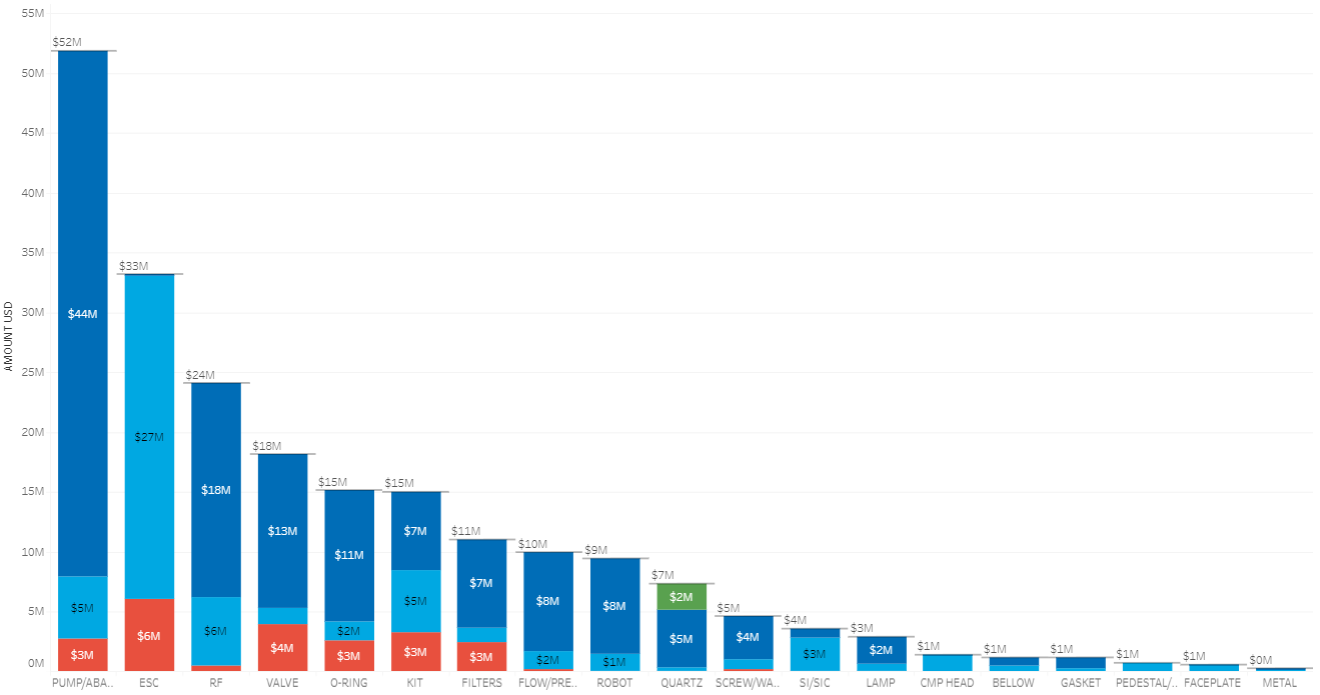 55M
$52M
50M
45M
40M
35M
$33M
30M
$44M
AMOUNT USD
25M
$24M
20M
$27M
$18M
15M
$18M
$13M
$15M
$11M
$15M
$7M
$11M
$7M
$10M
$8M
10M
$9M
$8M
$7M
$2M
$5M
$5M
$4M
$4M
$3M
5M
$5M
$6M
$2M
$5M
$3M
$2M
$1M
$3M
$2M
$1M
$1M
$1M
$1M
$1M
$0M
$3M
$6M
$4M
$3M
0M
PUMP/ABA.. ESC RF VALVE O-RING KIT FILTERS FLOW/PRE.. ROBOT QUARTZ SCREW/WA.. SI/SIC LAMP CMP HEAD BELLOW GASKET PEDESTAL/.. FACEPLATE METAL